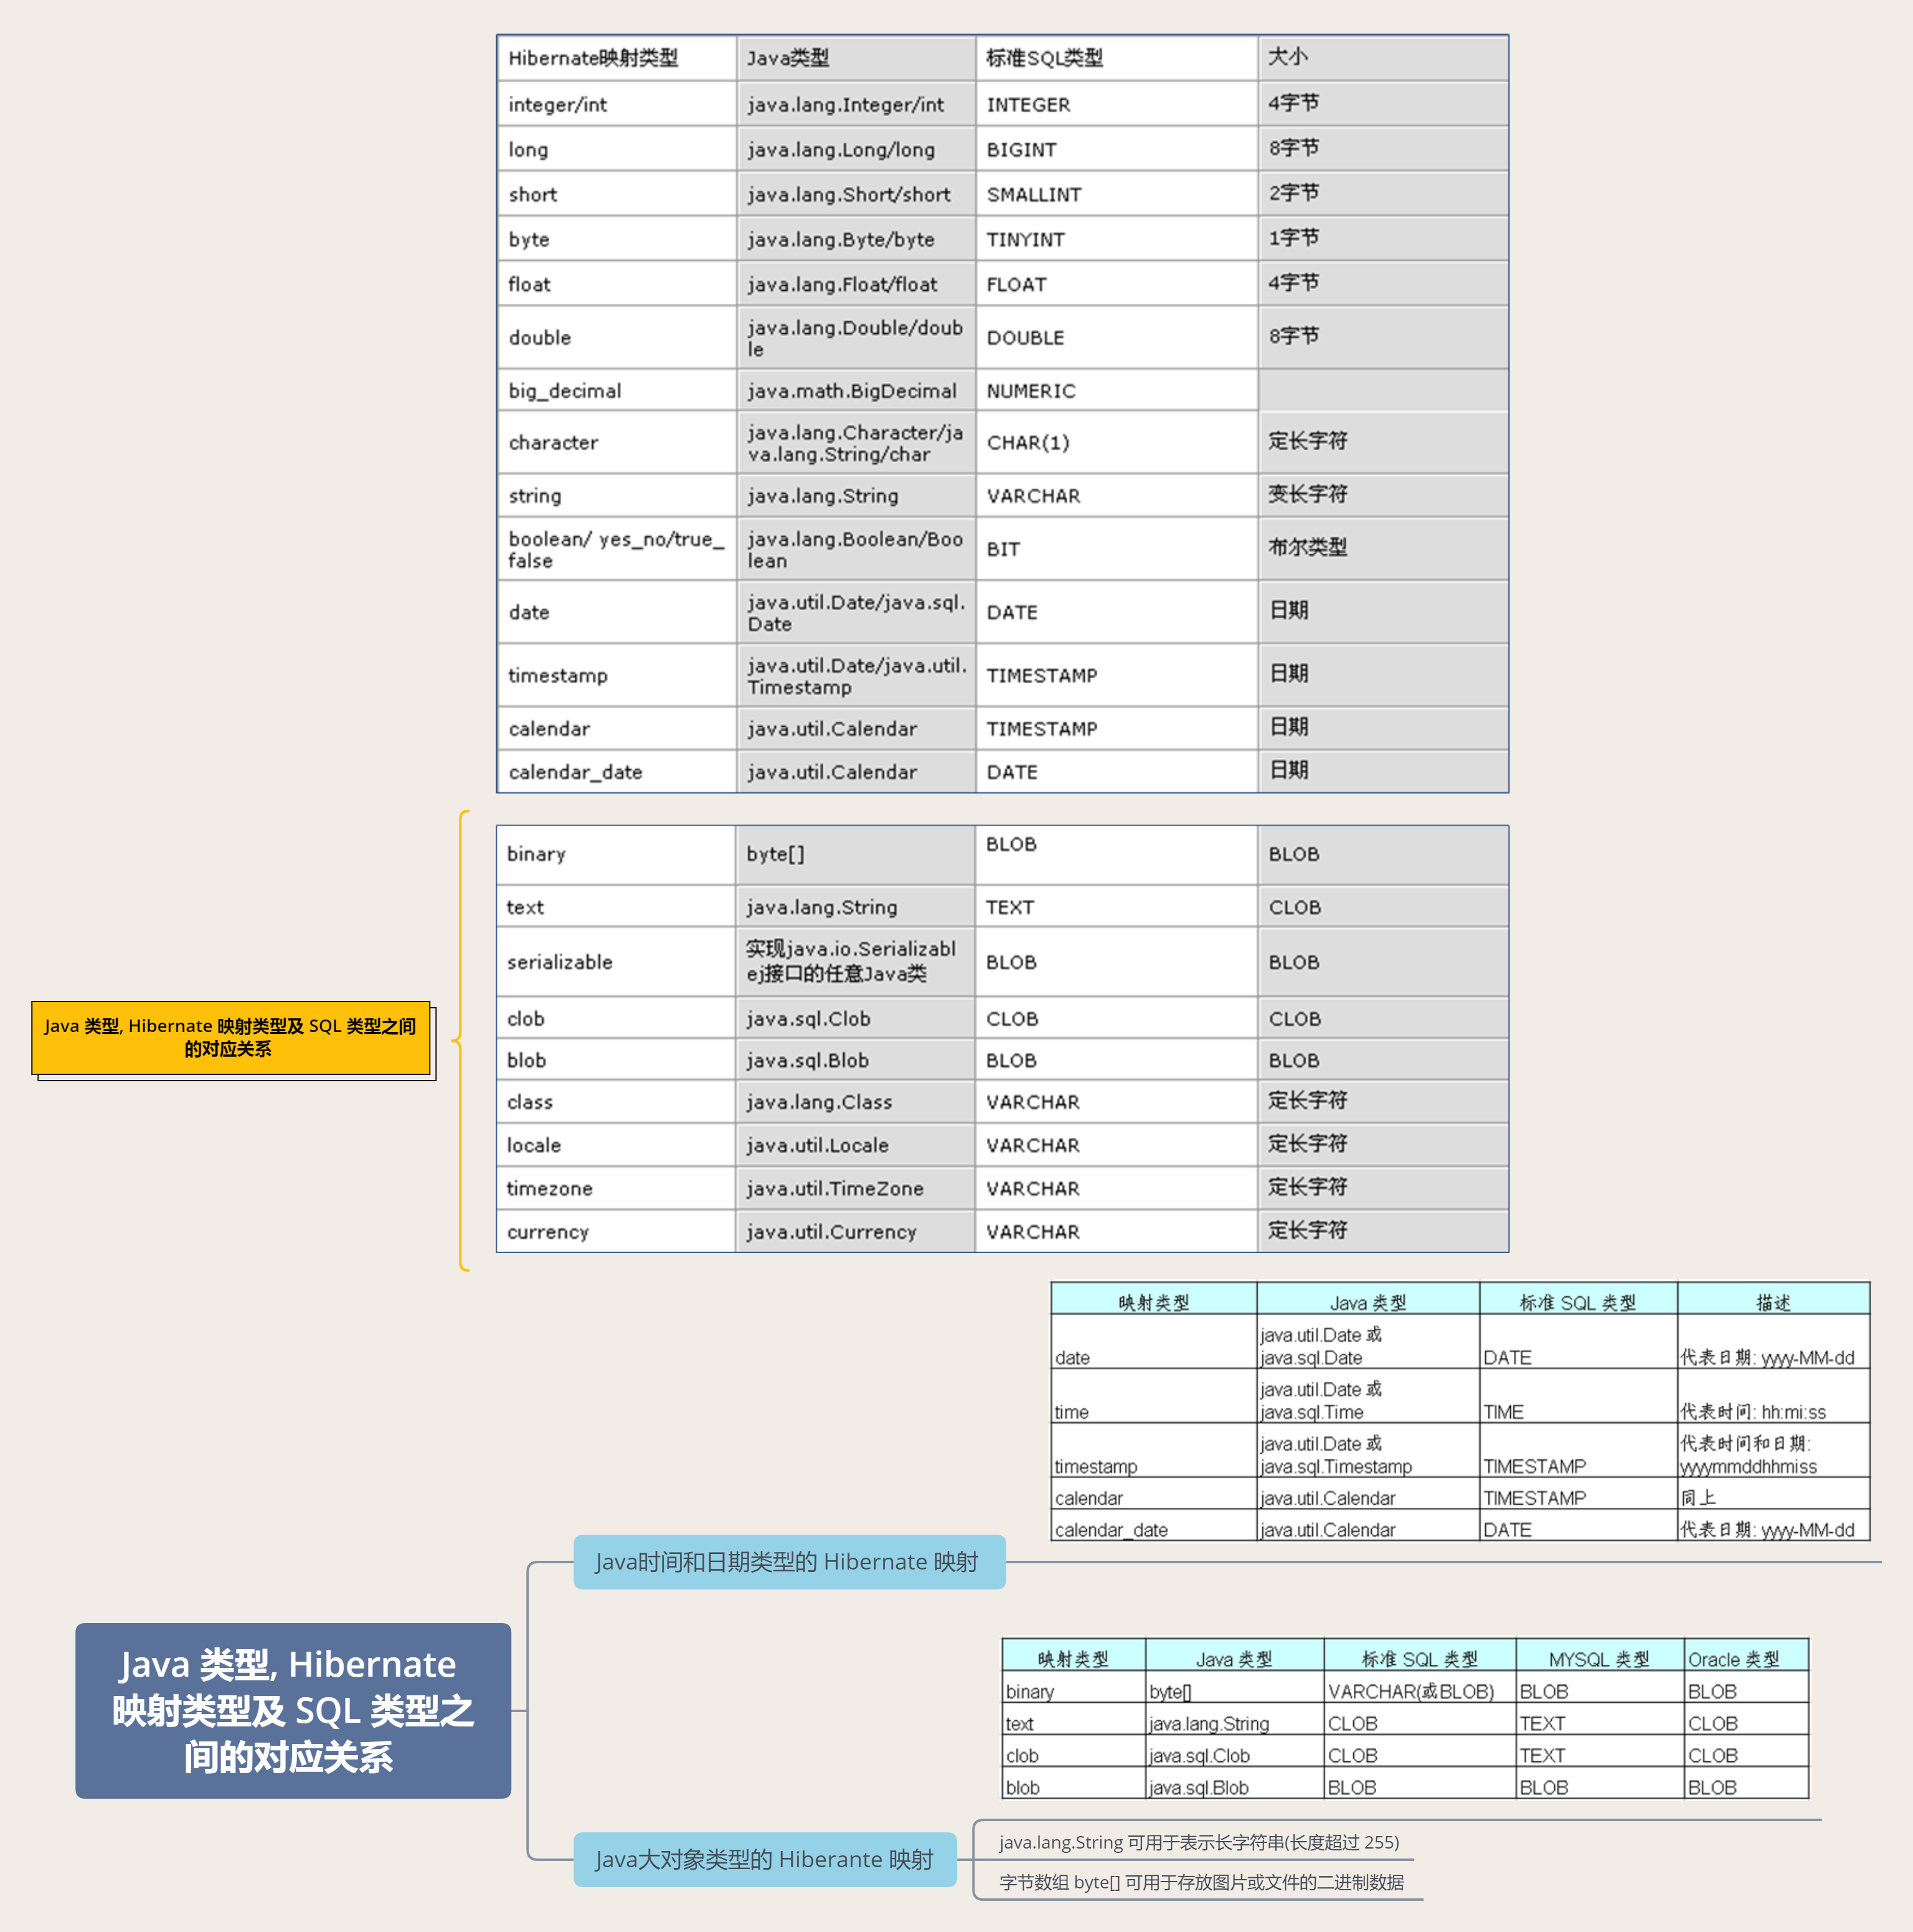 Hibernate映射类型 Java类型 标准SQL类型 大小
integer/int java.lang.Integer/int INTEGER 4字节
long java.lang.Long/long BIGINT 8字节
short java.lang.Short/short SMALLINT 2字节
byte java.lang.Byte/byte TINYINT 1字节
float java.lang.Float/float FLOAT 4字节
double java.lang.Double/doub
le DOUBLE 8字节
big_decimal java.math.BigDecimal NUMERIC
character java.lang.Character/ja
va.lang.String/char CHAR(1) 定长字符
string java.lang.String VARCHAR 变长字符
boolean/ yes_no/true_
false java.lang.Boolean/Boo
lean BIT 布尔类型
date java.util.Date/java.sql.
Date DATE 日期
timestamp java.util.Date/java.util.
Timestamp TIMESTAMP 日期
calendar java.util.Calendar TIMESTAMP 日期
calendar_date java.util.Calendar DATE 日期
binary byte[] BLOB BLOB
text java.lang.String TEXT CLOB
serializable 实现java.io.Serializabl
ej接口的任意Java类 BLOB BLOB
clob java.sql.Clob CLOB CLOB
blob java.sql.Blob BLOB BLOB
class java.lang.Class VARCHAR 定长字符
locale java.util.Locale VARCHAR 定长字符
timezone java.util.TimeZone VARCHAR 定长字符
currency java.util.Currency VARCHAR 定长字符
Java 类型, Hibernate 映射类型及 SQL 类型之间
的对应关系
映射类型 Java 类型 标准 SQL 类型 描述
date java.util.Date 或
java.sql.Date DATE 代表日期: yyyy-MM-dd
time java.util.Date 或
java.sql.Time TIME 代表时间: hh:mi:ss
timestamp java.util.Date 或
java.sql.Timestamp TIMESTAMP 代表时间和日期:
yyyymmddhhmiss
calendar java.util.Calendar TIMESTAMP 同上
calendar_date java.util.Calendar DATE 代表日期: yyyy-MM-dd
Java时间和日期类型的 Hibernate 映射
Java 类型, Hibernate
映射类型及 SQL 类型之
间的对应关系
映射类型 Java 类型 标准 SQL 类型 MYSQL 类型 Oracle 类型
binary byte[] VARCHAR(或BLOB) BLOB BLOB
text java.lang.String CLOB TEXT CLOB
clob java.sql.Clob CLOB TEXT CLOB
blob java.sql.Blob BLOB BLOB BLOB
Java大对象类型的 Hiberante 映射
java.lang.String 可用于表示长字符串(长度超过 255)
字节数组 byte[] 可用于存放图片或文件的二进制数据